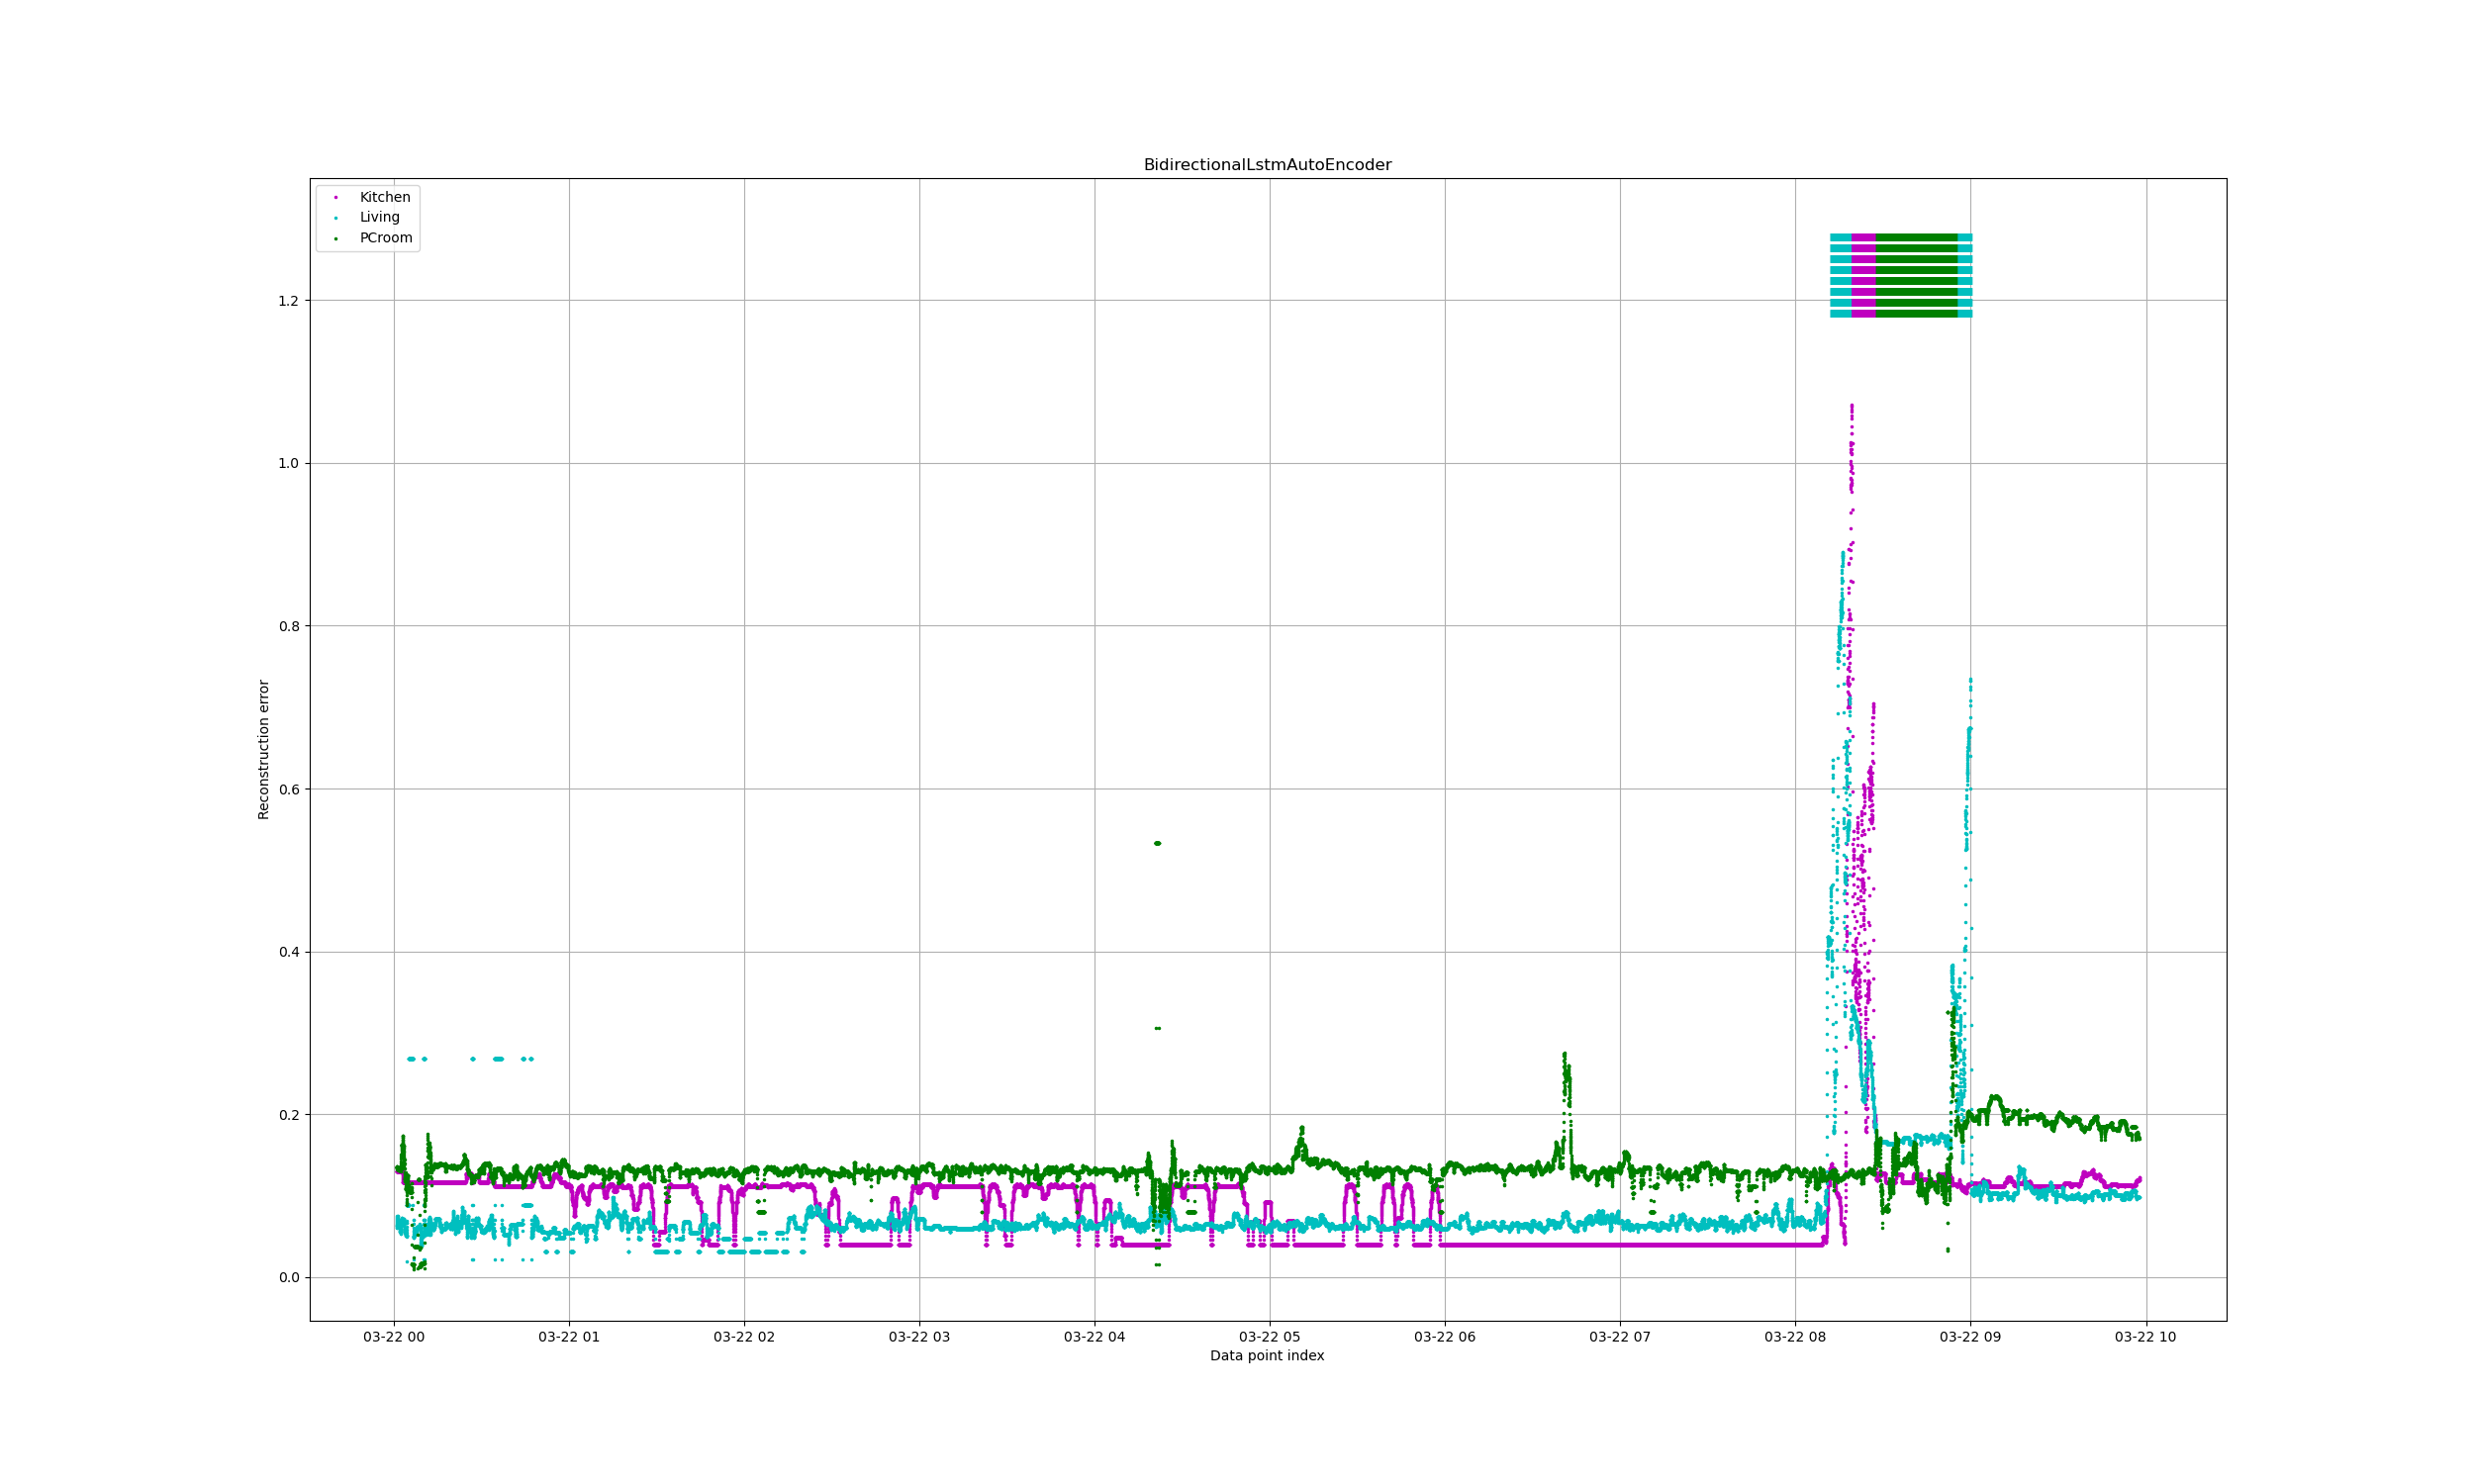 BidirectionalLstmAutoEncoder
Kitchen
Living
PCroom
1.2
1.0
0.8
0.6
0.4
0.2
0.0
Reconstruction error
03-22 00 03-22 01 03-22 02 03-22 03 03-22 04 03-22 05 03-22 06 03-22 07 03-22 08 03-22 09 03-22 10
Data point index